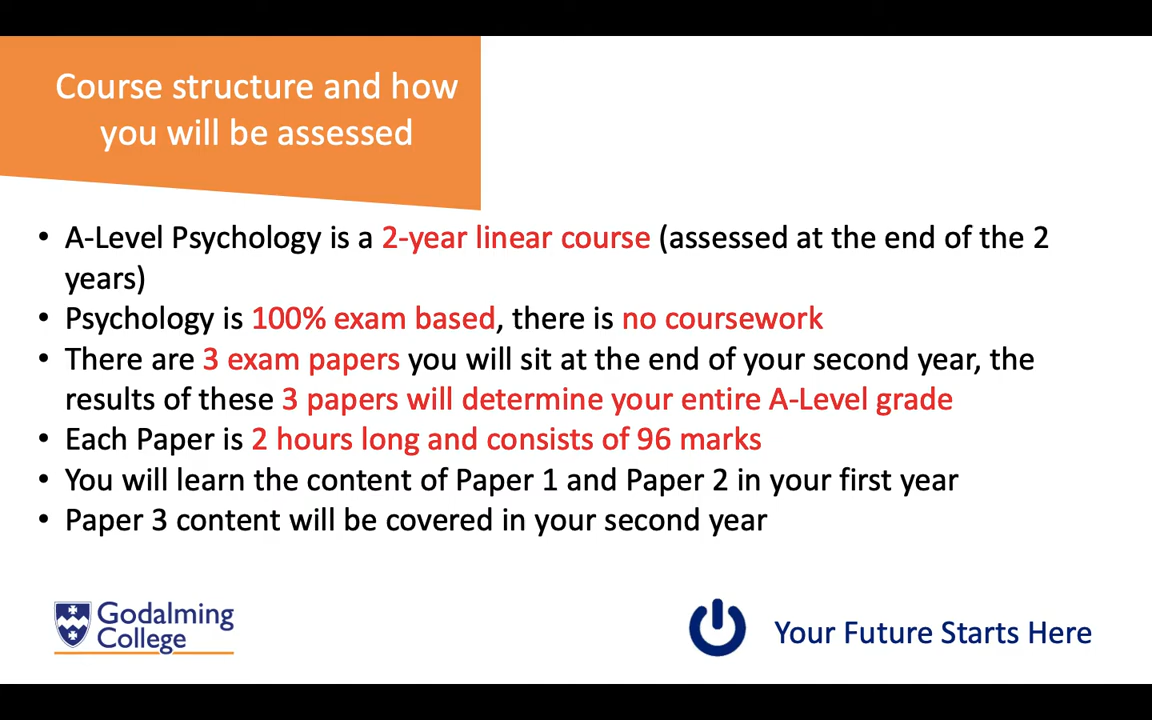 Course structure and how
you will be assessed
• A-Level Psychology is a 2-year linear course (assessed at the end of the 2
years)
• Psychology is 100% exam based, there is no coursework
• There are 3 exam papers you will sit at the end of your second year, the
results of these 3 papers will determine your entire A-Level grade
• Each Paper is 2 hours long and consists of 96 marks
• You will learn the content of Paper 1 and Paper 2 in your first year
• Paper 3 content will be covered in your second year
Godalming
College
Your Future Starts Here